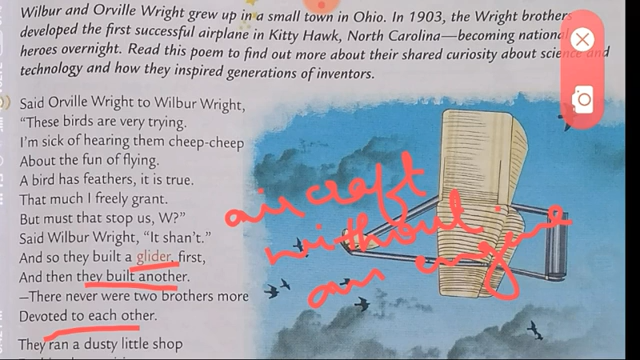 Wilbur and Orville Wright grew up in a small town in Ohio. In 1903, the Wright brothers
developed the first successful airplane in Kitty Hawk, North Carolina—becoming national
heroes overnight. Read this poem to find out more about their shared curiosity about science and
technology and how they inspired generations of inventors.
Said Orville Wright to Wilbur Wright,
“These birds are very trying.
I’m sick of hearing them cheep-cheep
About the fun of flying.
A bird has feathers, it is true.
That much I freely grant.
But must that stop us, W?”
Said Wilbur Wright, “It shan’t.”
And so they built a glider, first,
And then they built another.
—There never were two brothers more
Devoted to each other.
They ran a dusty little shop
aircraft
without
an engine